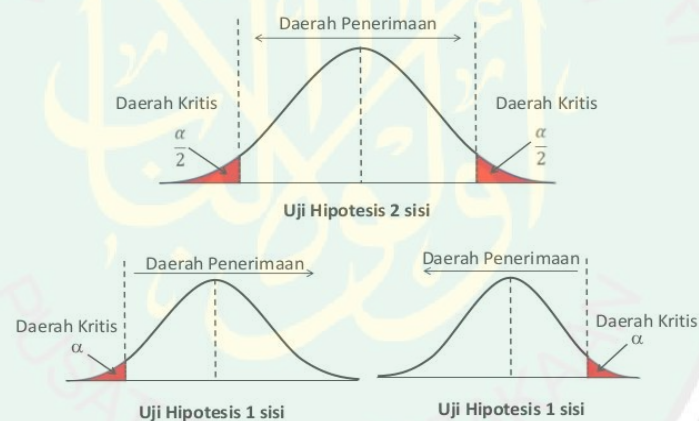 Daerah Penerimaan
Daerah Kritis
α
2
Daerah Kritis
α
2
Uji Hipotesis 2 sisi
Daerah Penerimaan
Daerah Kritis
α
Uji Hipotesis 1 sisi
Daerah Penerimaan
Daerah Kritis
α
Uji Hipotesis 1 sisi